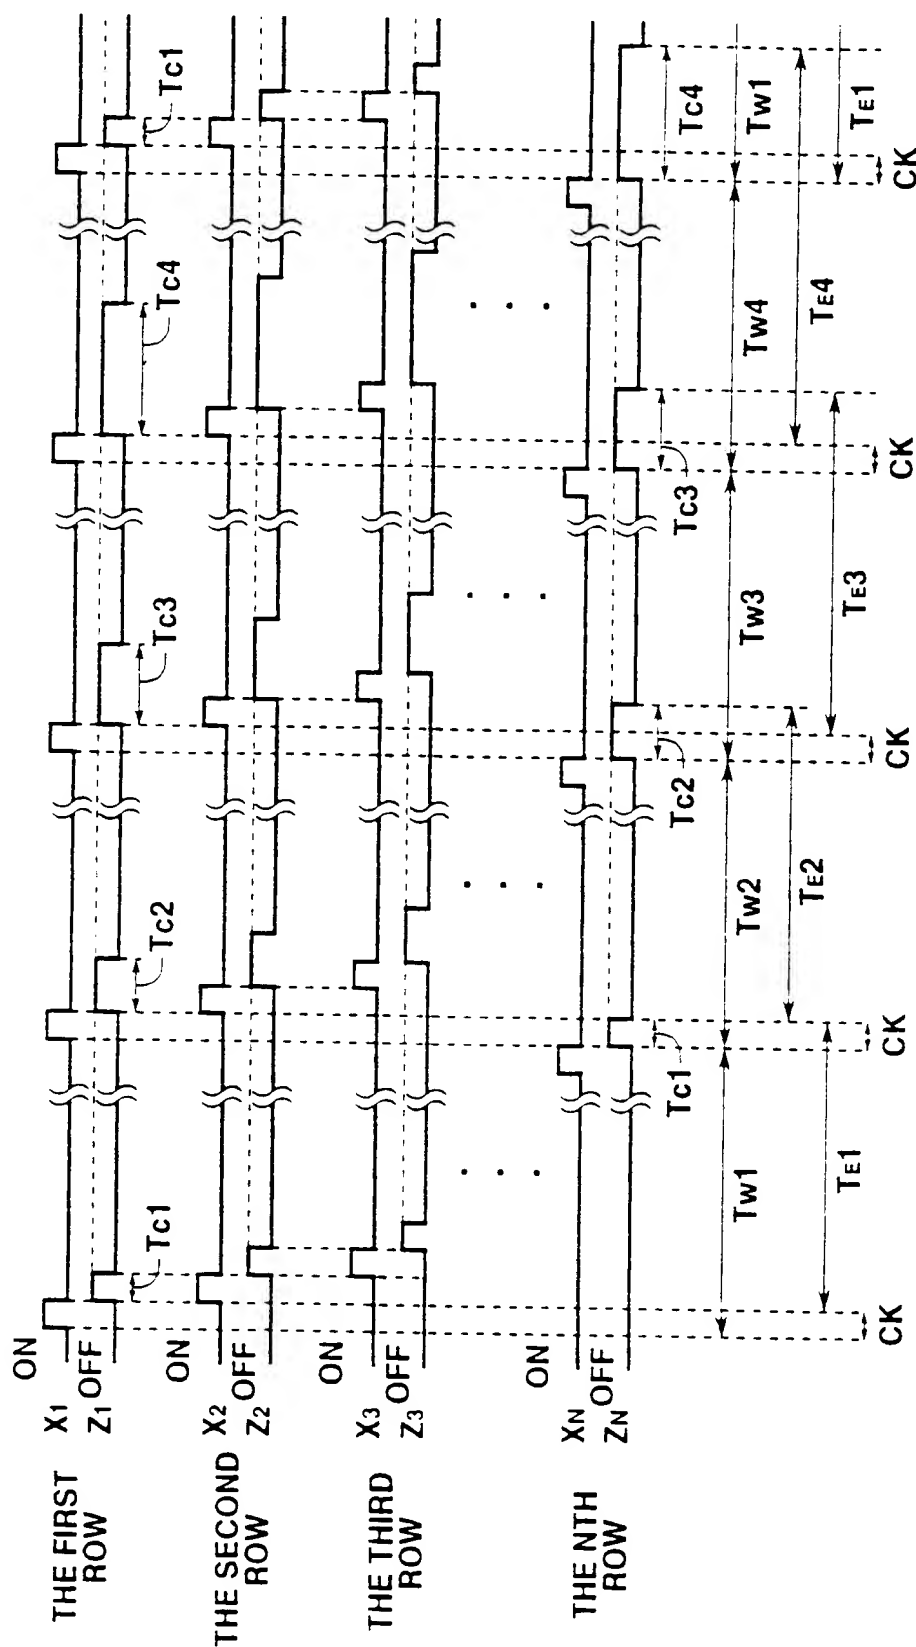 THE FIRST
ROW
X1
Z1
ON
OFF
Tc1
Tc2
Tc3
Tc4
Tc1
THE SECOND
ROW
X2
Z2
ON
OFF
THE THIRD
ROW
X3
Z3
ON
OFF
. . .
. . .
. . .
. . .
THE NTH
ROW
XN
ZN
ON
OFF
Tc1
Tc2
Tc3
Tc4
Tw1
Tw2
Tw3
Tw4
Tw1
TE2
TE4
TE1
TE3
TE1
CK
CK
CK
CK
CK